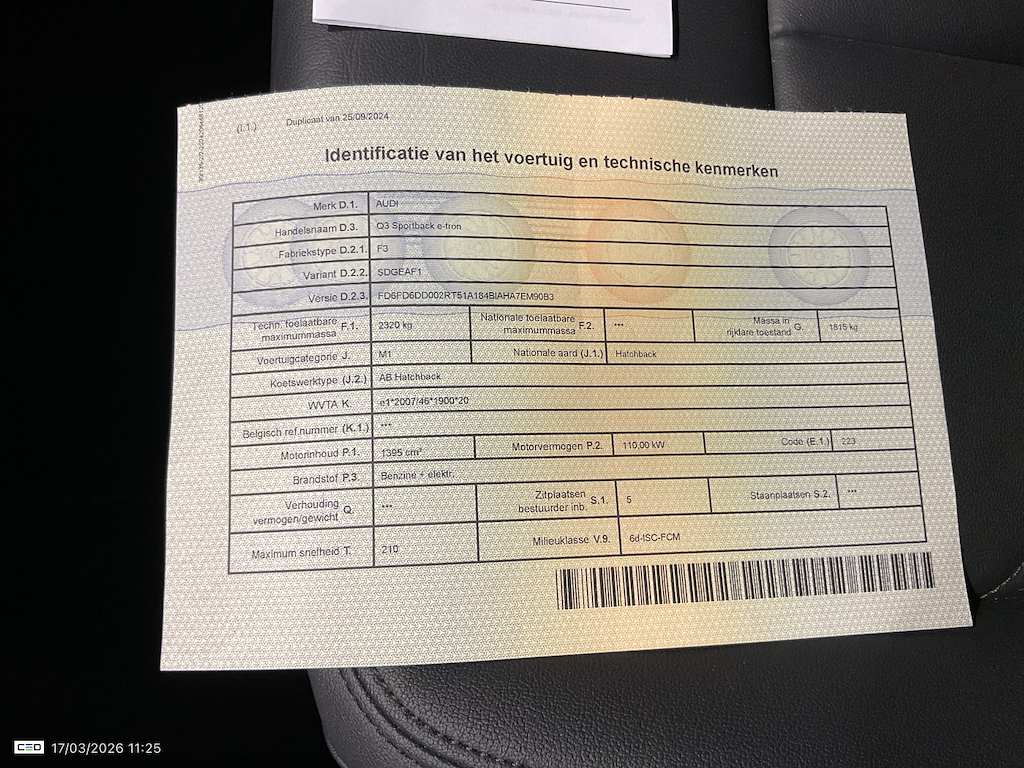 (I.1.) Duplicaat van 25/09/2024
Identificatie van het voertuig en technische kenmerken
Merk D.1. AUDI
Handelsnaam D.3. Q3 Sportback e-tron
Fabriekstype D.2.1. F3
Variant D.2.2. SDGEAF1
Versie D.2.3. FD6FD6DD002RT51A184BIAHA7EM90B3
Techn. toelaatbare maximummassa F.1. 2320 kg Nationale toelaatbare maximummassa F.2. *** Massa in rijklare toestand G. 1815 kg
Voertuigcategorie J. M1 Nationale aard (J.1.) Hatchback
Koetswerktype (J.2.) AB Hatchback
WVTA K. e1*2007/46*1900*20
Belgisch ref.nummer (K.1.) ***
Motorinhoud P.1. 1395 cm³ Motorvermogen P.2. 110,00 kW Code (E.1.) 223
Brandstof P.3. Benzine + elektr.
Verhouding vermogen/gewicht Q. *** Zitplaatsen bestuurder inb. S.1. 5 Staanplaatsen S.2. ***
Maximum snelheid T. 210 Milieuklasse V.9. 6d-ISC-FCM
CEO 17/03/2026 11:25